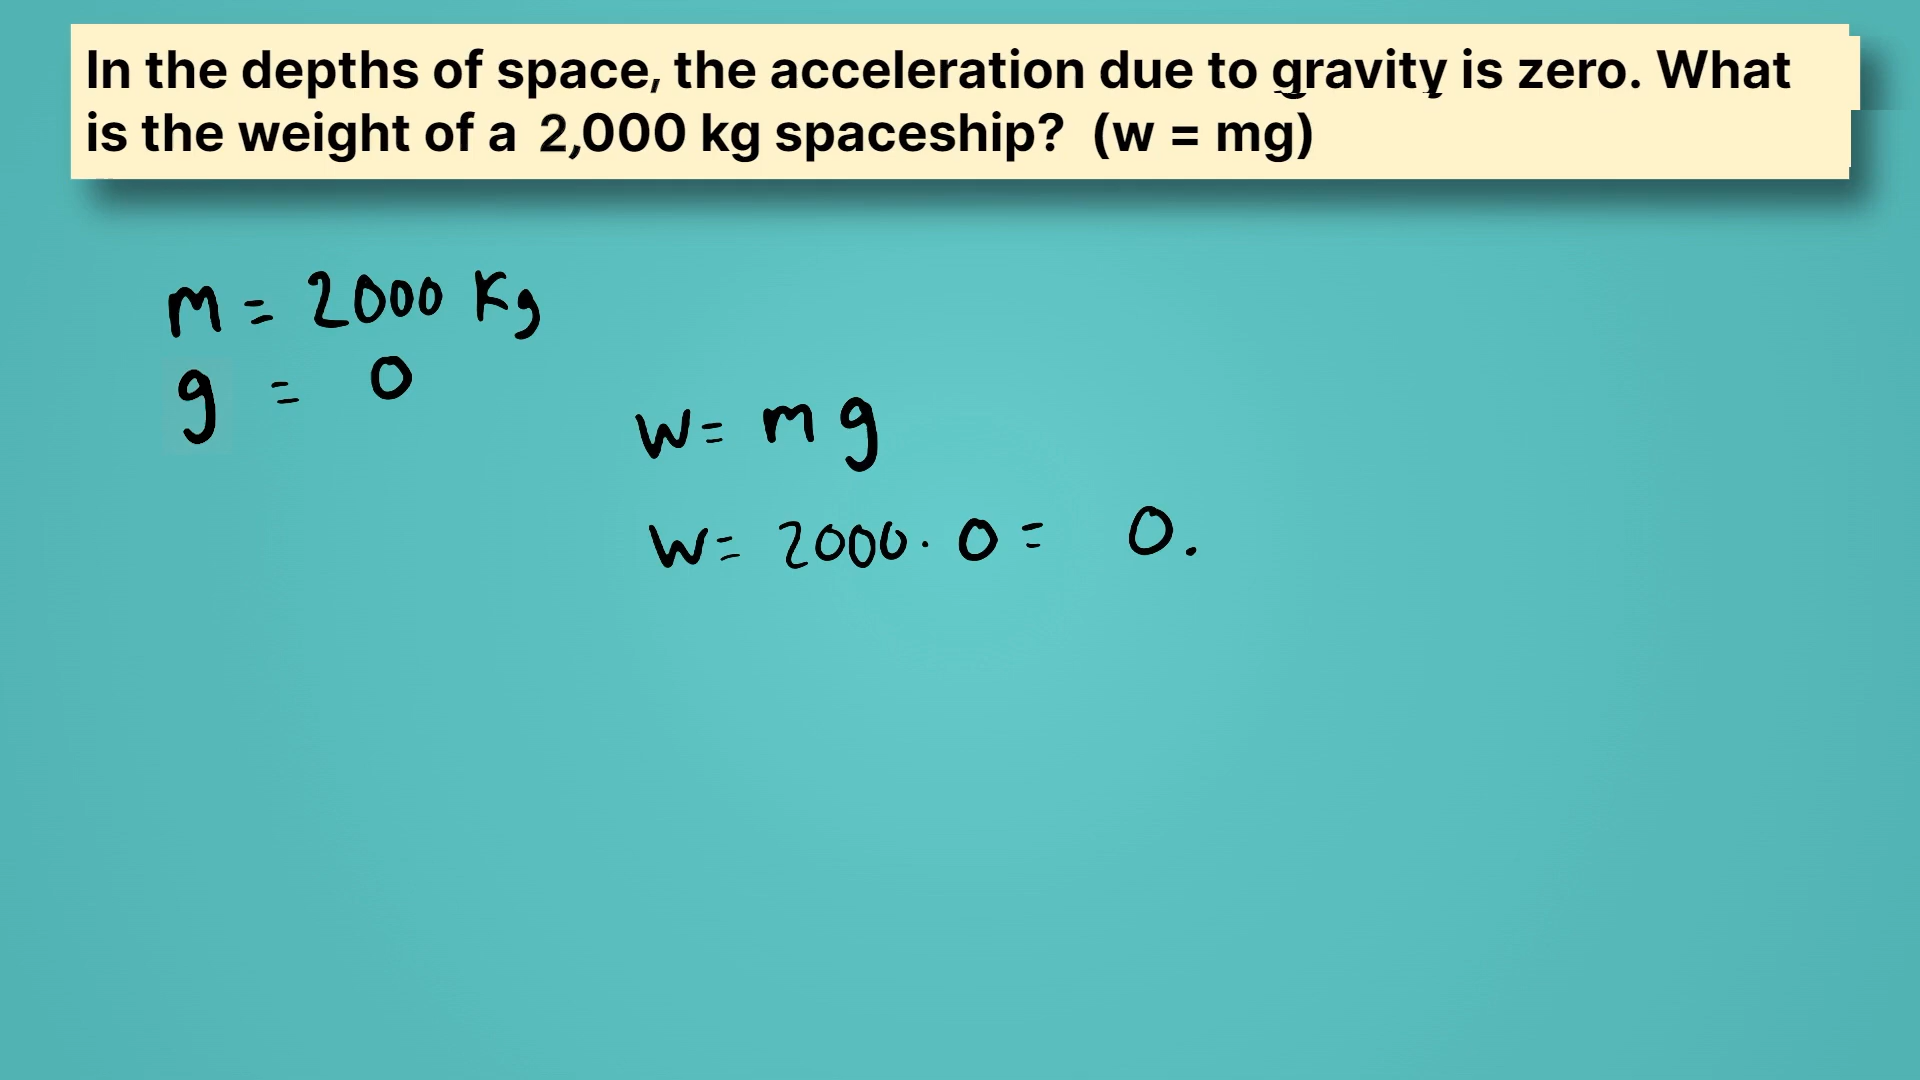 In the depths of space, the acceleration due to gravity is zero. What
is the weight of a 2,000 kg spaceship? (w = mg)
m = 2000 Kg
g = 0
w = mg
w = 2000 · 0 = 0.